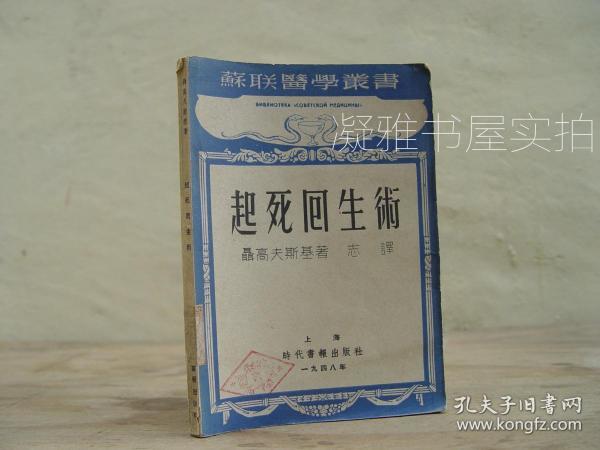 蘇联醫學叢書
БИБЛИОТЕКА «СОВЕТСКОЙ МЕДИЦИНЫ»
凝雅书屋实拍
起死回生術
聶高夫斯基著 志 譯
上海
時代書報出版社
一九四八年
孔夫子旧书网
www.kongfz.com